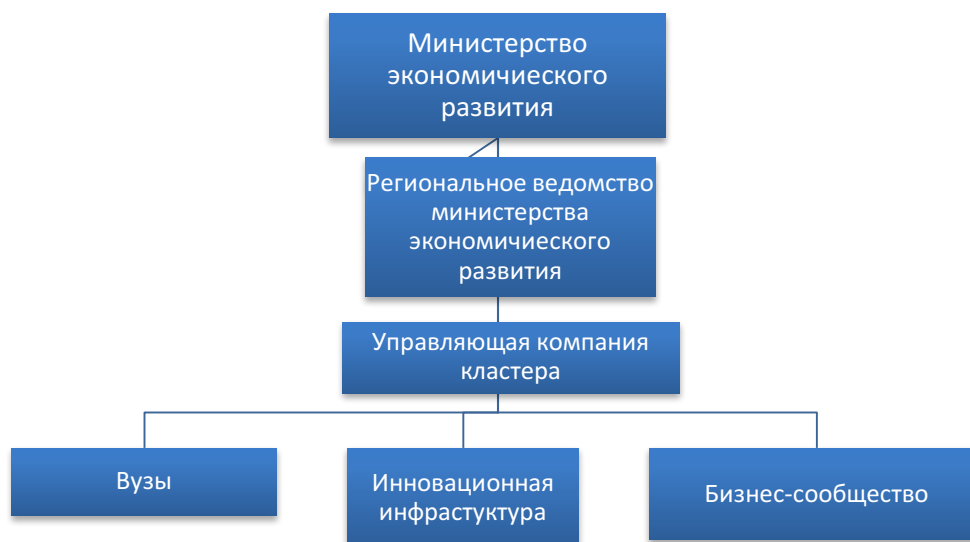 Министерство
экономичиеского
развития
Региональное ведомство
министерства
экономичиеского
развития
Управляющая компания
кластера
Вузы
Инновационная
инфрастуктура
Бизнес-сообщество